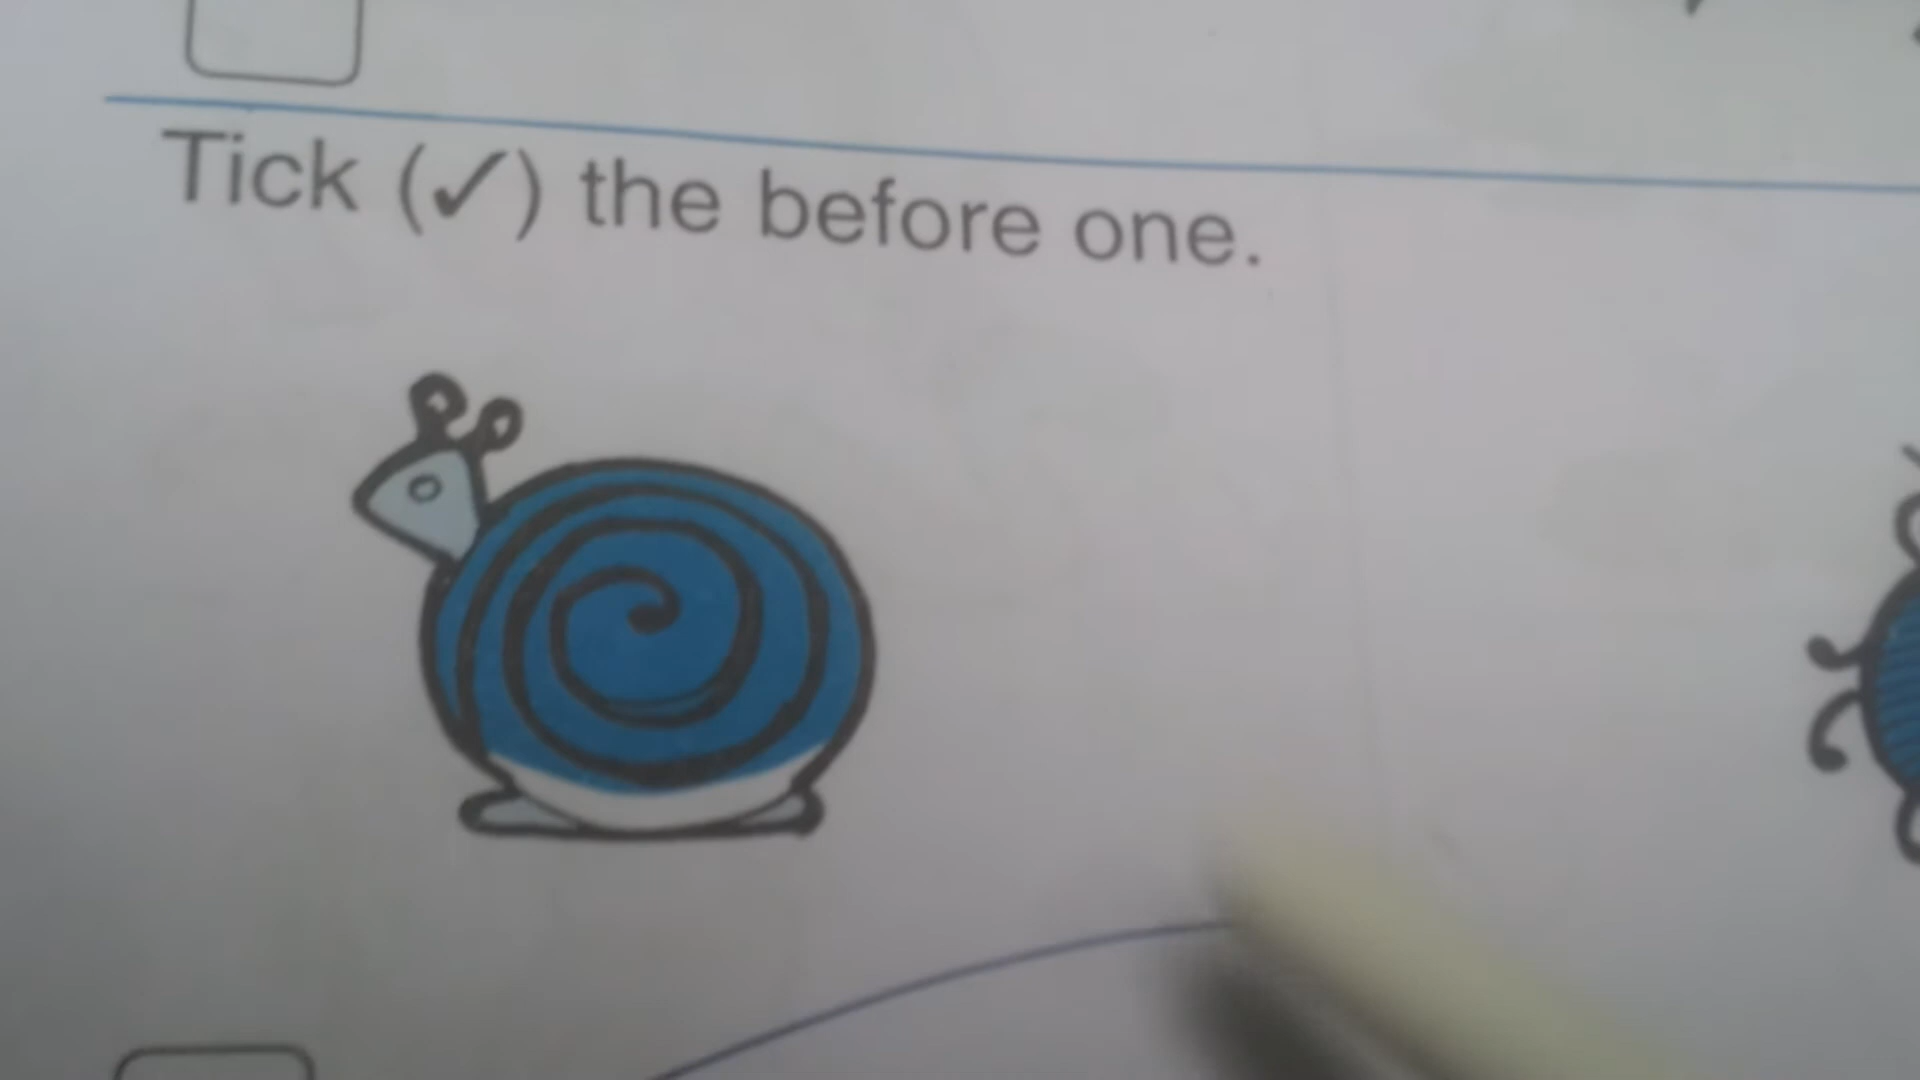 Tick (✓) the before one.